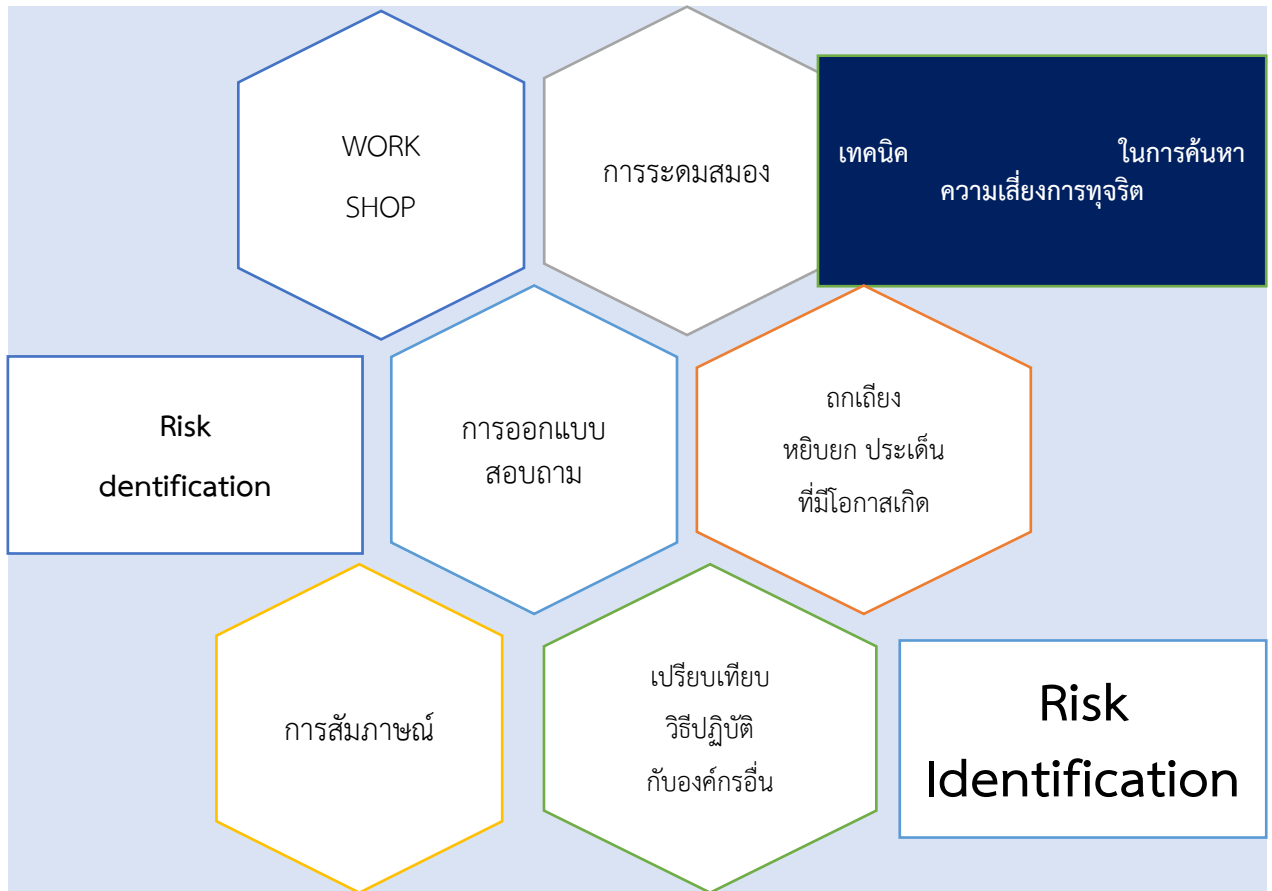 WORK
SHOP
การระดมสมอง
เทคนิค ในการค้นหา
ความเสี่ยงการทุจริต
Risk
dentification
การออกแบบ
สอบถาม
ถกเถียง
หยิบยก ประเด็น
ที่มีโอกาสเกิด
การสัมภาษณ์
เปรียบเทียบ
วิธีปฏิบัติ
กับองค์กรอื่น
Risk
Identification